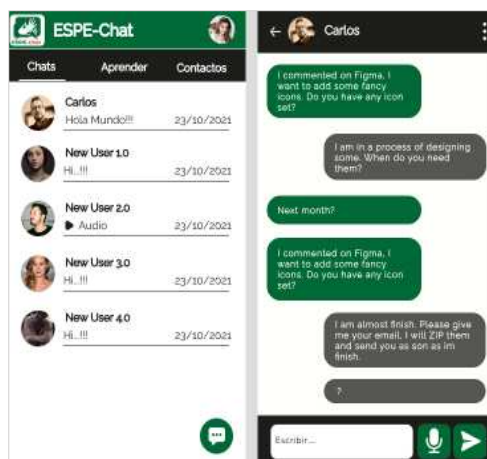 ESPE-Chat
Chats Aprender Contactos
Carlos
Hola Mundo!!! 23/10/2021
New User 1.0
Hi...!!! 23/10/2021
New User 2.0
Audio 23/10/2021
New User 3.0
Hi...!!! 23/10/2021
New User 4.0
Hi...!!! 23/10/2021
Carlos
I commented on Figma, I
want to add some fancy
icons. Do you have any icon
set?
I am in a process of designing
some. When do you need
them?
Next month?
I commented on Figma, I
want to add some fancy
icons. Do you have any icon
set?
I am almost finish. Please give
me your email, I will ZIP them
and send you as son as im
finish.
?
Escribir...